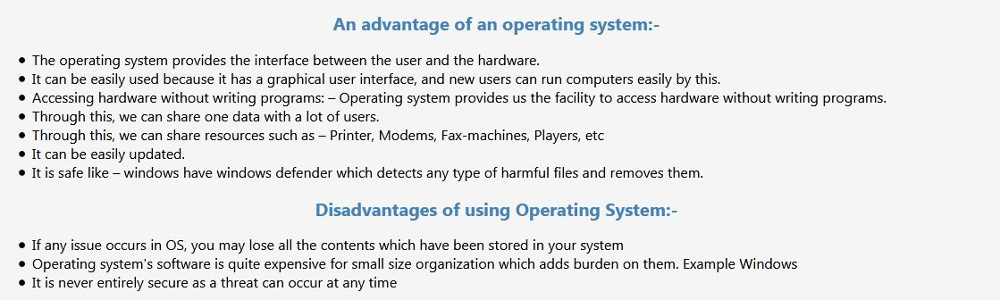 An advantage of an operating system:-
● The operating system provides the interface between the user and the hardware.
● It can be easily used because it has a graphical user interface, and new users can run computers easily by this.
● Accessing hardware without writing programs: – Operating system provides us the facility to access hardware without writing programs.
● Through this, we can share one data with a lot of users.
● Through this, we can share resources such as – Printer, Modems, Fax-machines, Players, etc
● It can be easily updated.
● It is safe like – windows have windows defender which detects any type of harmful files and removes them.
Disadvantages of using Operating System:-
● If any issue occurs in OS, you may lose all the contents which have been stored in your system
● Operating system's software is quite expensive for small size organization which adds burden on them. Example Windows
● It is never entirely secure as a threat can occur at any time